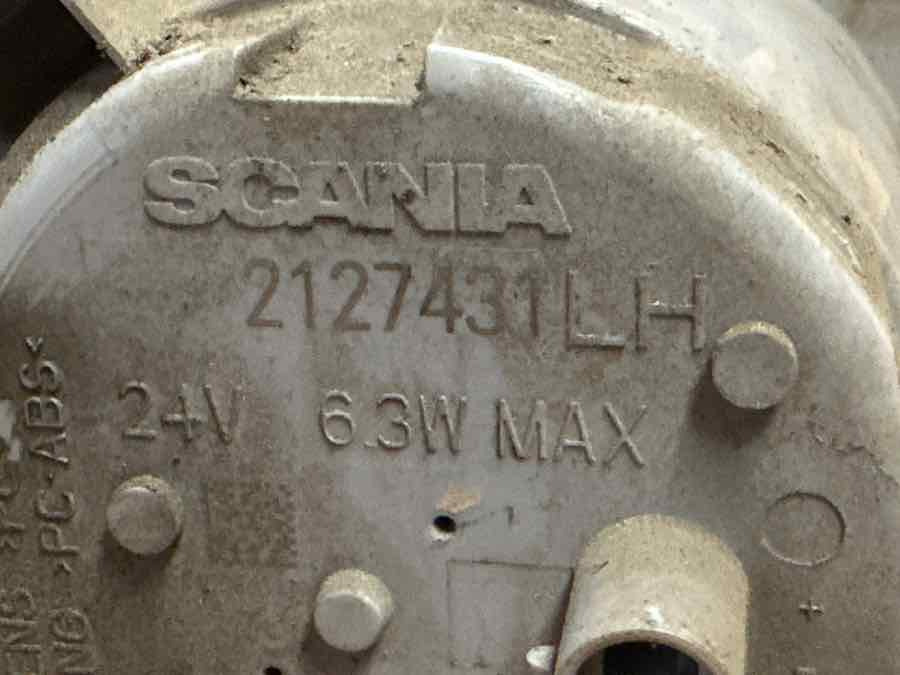 SCANIA
2127431LH
24V 6.3W MAX
>PC-ABS<
+
-